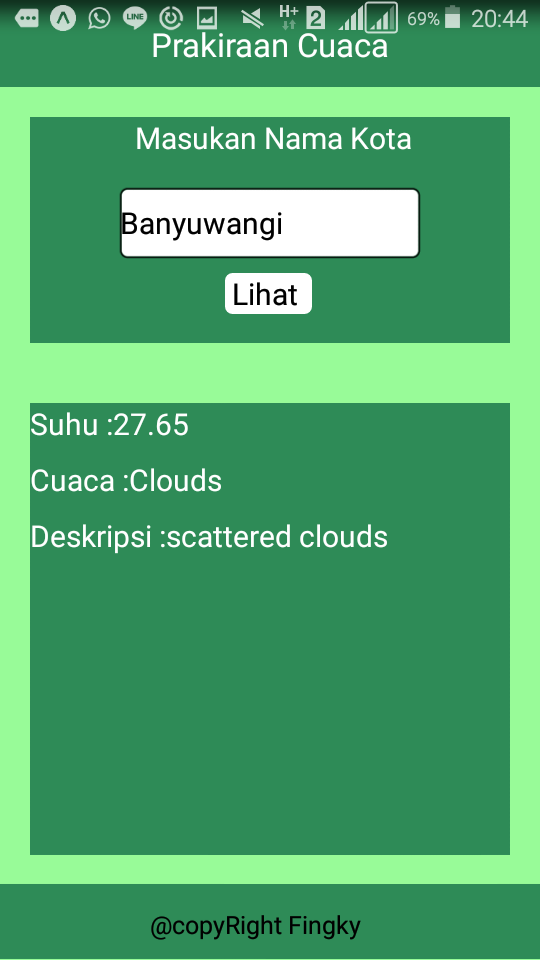 LINE H+ 2 69% 20:44
Prakiraan Cuaca
Masukan Nama Kota
Banyuwangi
Lihat
Suhu :27.65
Cuaca :Clouds
Deskripsi :scattered clouds
@copyRight Fingky